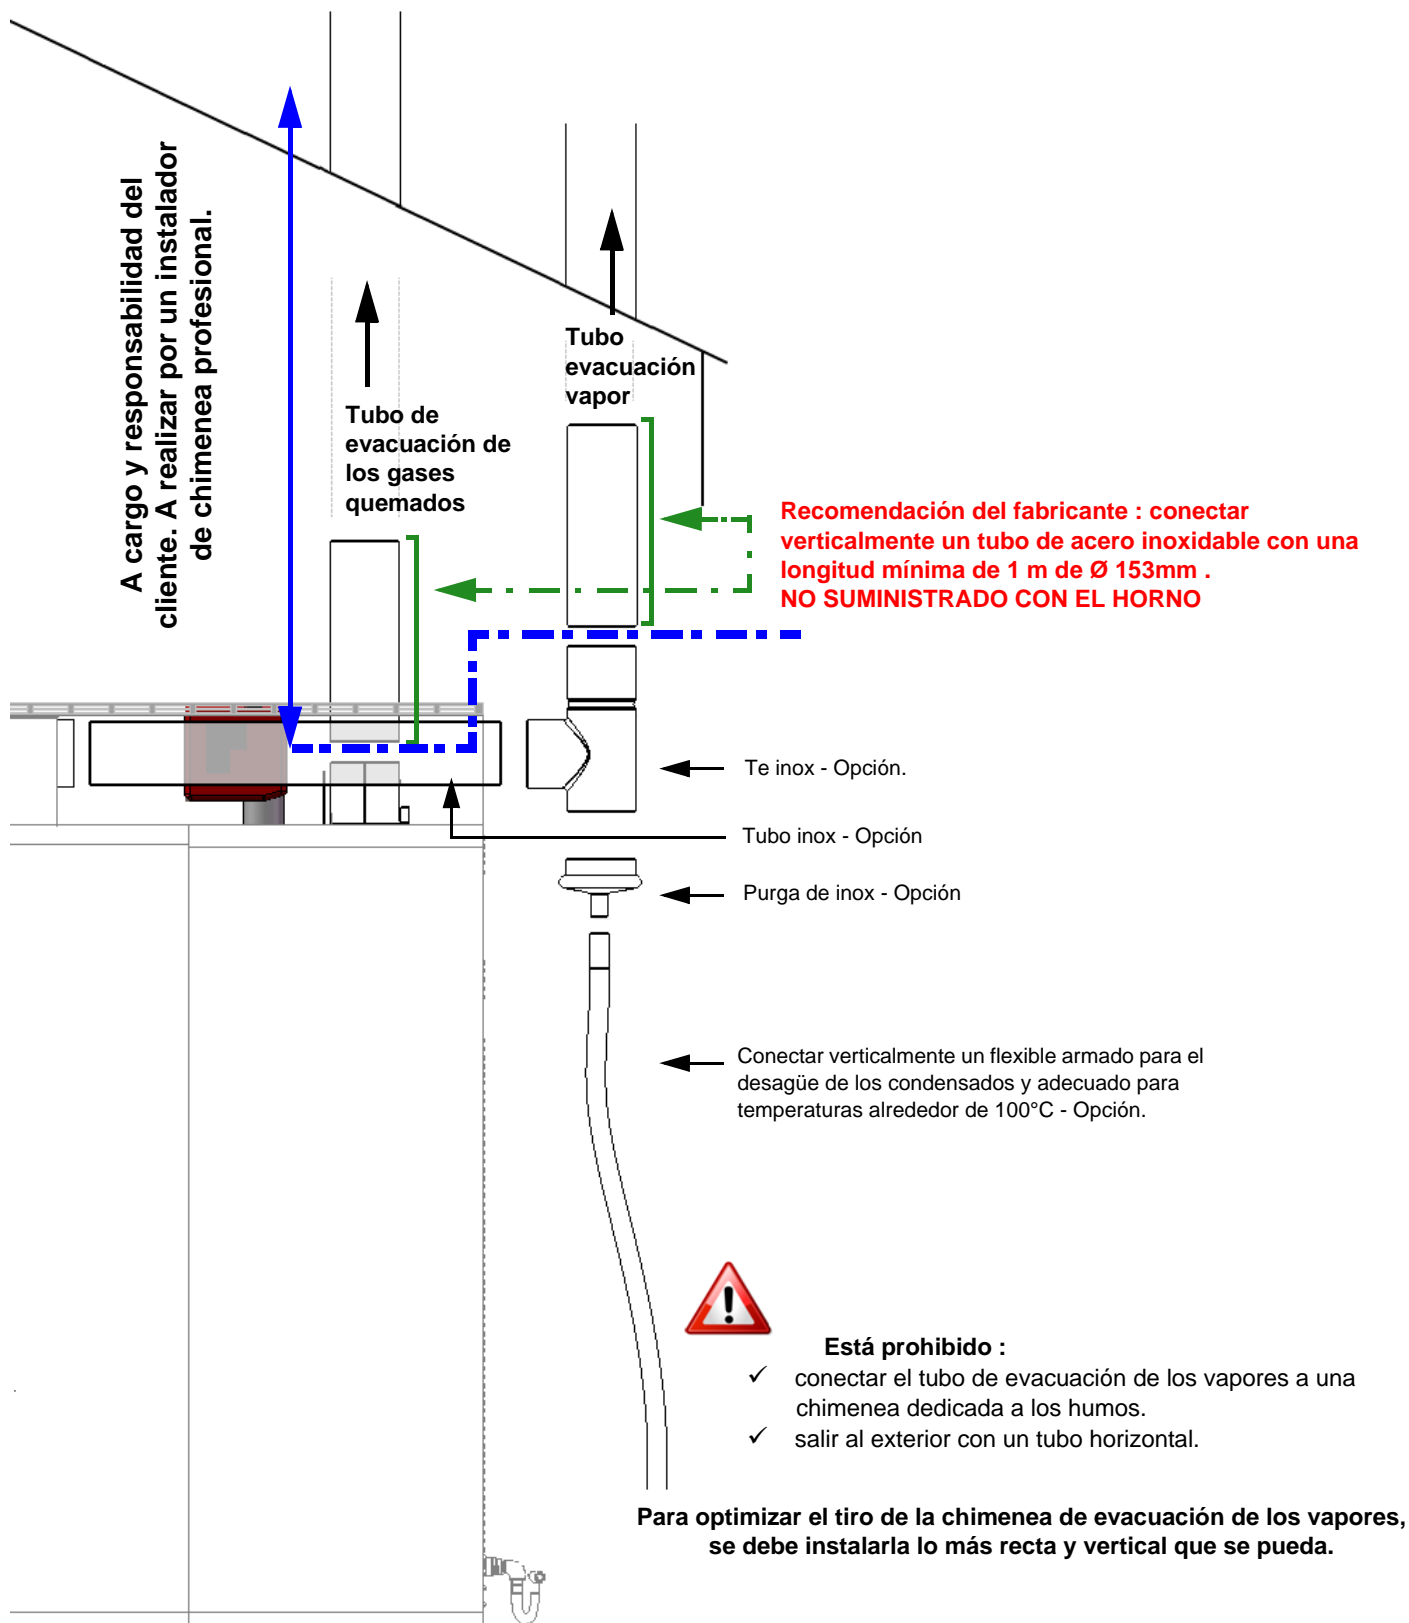 A cargo y responsabilidad del
cliente. A realizar por un instalador
de chimenea profesional.
Tubo
evacuación
vapor
Tubo de
evacuación de
los gases
quemados
Recomendación del fabricante : conectar
verticalmente un tubo de acero inoxidable con una
longitud mínima de 1 m de Ø 153mm .
NO SUMINISTRADO CON EL HORNO
Te inox - Opción.
Tubo inox - Opción
Purga de inox - Opción
Conectar verticalmente un flexible armado para el
desagüe de los condensados y adecuado para
temperaturas alrededor de 100°C - Opción.
Está prohibido :
✓ conectar el tubo de evacuación de los vapores a una
chimenea dedicada a los humos.
✓ salir al exterior con un tubo horizontal.
Para optimizar el tiro de la chimenea de evacuación de los vapores,
se debe instalarla lo más recta y vertical que se pueda.